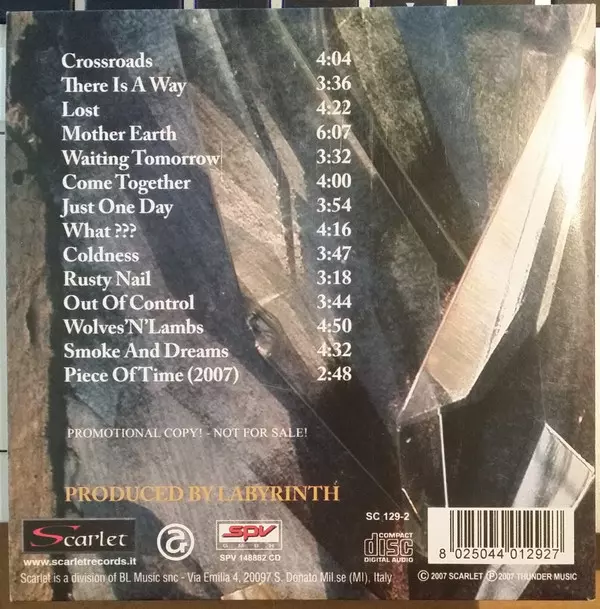 Crossroads 4:04
There Is A Way 3:36
Lost 4:22
Mother Earth 6:07
Waiting Tomorrow 3:32
Come Together 4:00
Just One Day 3:54
What ??? 4:16
Coldness 3:47
Rusty Nail 3:18
Out Of Control 3:44
Wolves'N'Lambs 4:50
Smoke And Dreams 4:32
Piece Of Time (2007) 2:48
PROMOTIONAL COPY! - NOT FOR SALE!
PRODUCED BY LABYRINTH
SC 129-2
Scarlet
www.scarletrecords.it
spv
SPV 148882 CD
COMPACT
disc
DIGITAL AUDIO
8 025044 012927
Scarlet is a division of BL Music snc - Via Emilia 4, 20097 S. Donato Mil.se (MI), Italy
© 2007 SCARLET ℗ 2007 THUNDER MUSIC